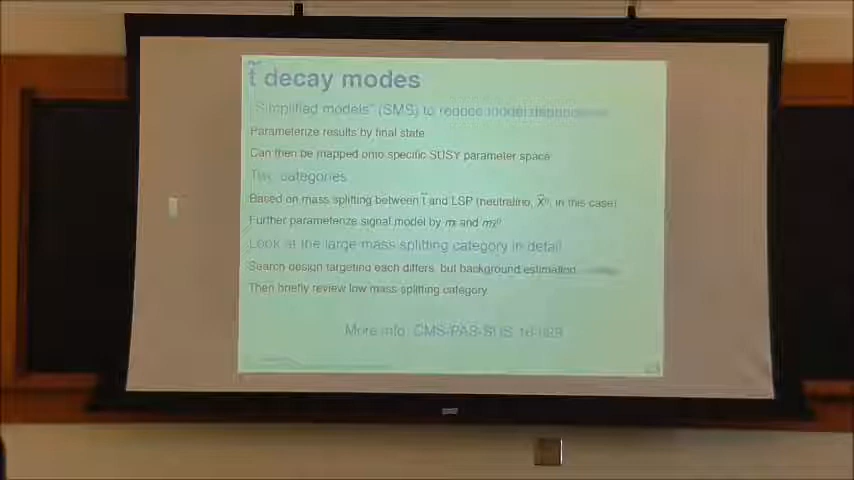 t̃ decay modes
"Simplified models" (SMS) to reduce model dependence
Parameterize results by final state
Can then be mapped onto specific SUSY parameter space
Two categories
Based on mass splitting between t̃ and LSP (neutralino, χ̃⁰, in this case)
Further parameterize signal model by and
Look at the large mass splitting category in detail
Search design targeting each differs, but background estimation
Then briefly review low mass splitting category
More info: CMS-PAS-SUS-16-